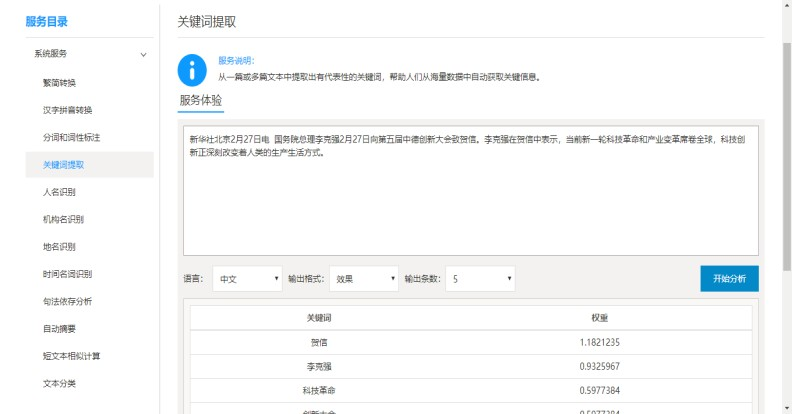 服务目录
系统服务
繁简转换
汉字拼音转换
分词和词性标注
关键词提取
人名识别
机构名识别
地名识别
时间名词识别
句法依存分析
自动摘要
短文本相似计算
文本分类
关键词提取
服务说明：
从一篇或多篇文本中提取出有代表性的关键词，帮助人们从海量数据中自动获取关键信息。
服务体验
新华社北京2月27日电 国务院总理李克强2月27日向第五届中德创新大会致贺信。李克强在贺信中表示，当前新一轮科技革命和产业变革席卷全球，科技创
新正深刻改变着人类的生产生活方式。
语言： 中文 输出格式： 效果 输出条数： 5 开始分析
关键词 权重
贺信 1.1821235
李克强 0.9325967
科技革命 0.5977384
创新大会 0.5977384